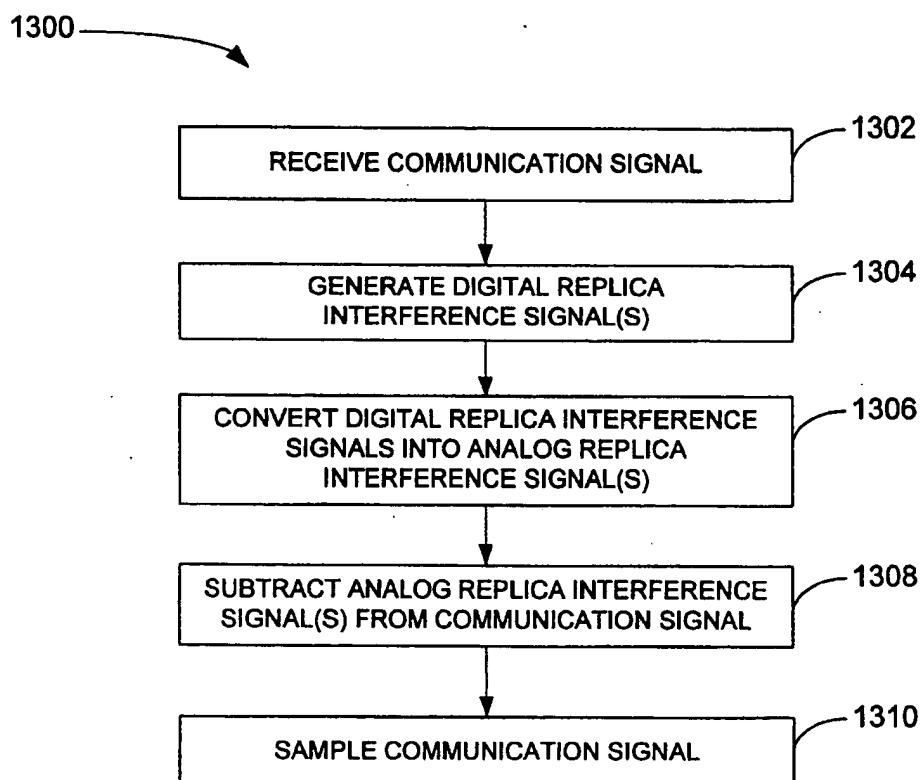 1300
1302
RECEIVE COMMUNICATION SIGNAL
1304
GENERATE DIGITAL REPLICA
INTERFERENCE SIGNAL(S)
1306
CONVERT DIGITAL REPLICA INTERFERENCE
SIGNALS INTO ANALOG REPLICA
INTERFERENCE SIGNAL(S)
1308
SUBTRACT ANALOG REPLICA INTERFERENCE
SIGNAL(S) FROM COMMUNICATION SIGNAL
1310
SAMPLE COMMUNICATION SIGNAL